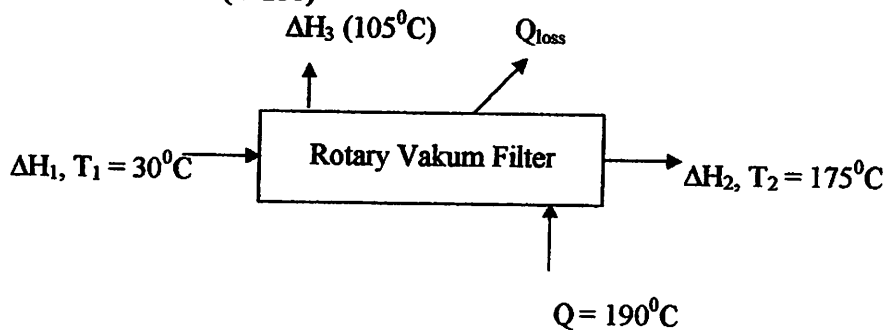 ΔH₃ (105⁰C)
Q_loss
ΔH₁, T₁ = 30⁰C
Rotary Vakum Filter
ΔH₂, T₂ = 175⁰C
Q = 190⁰C